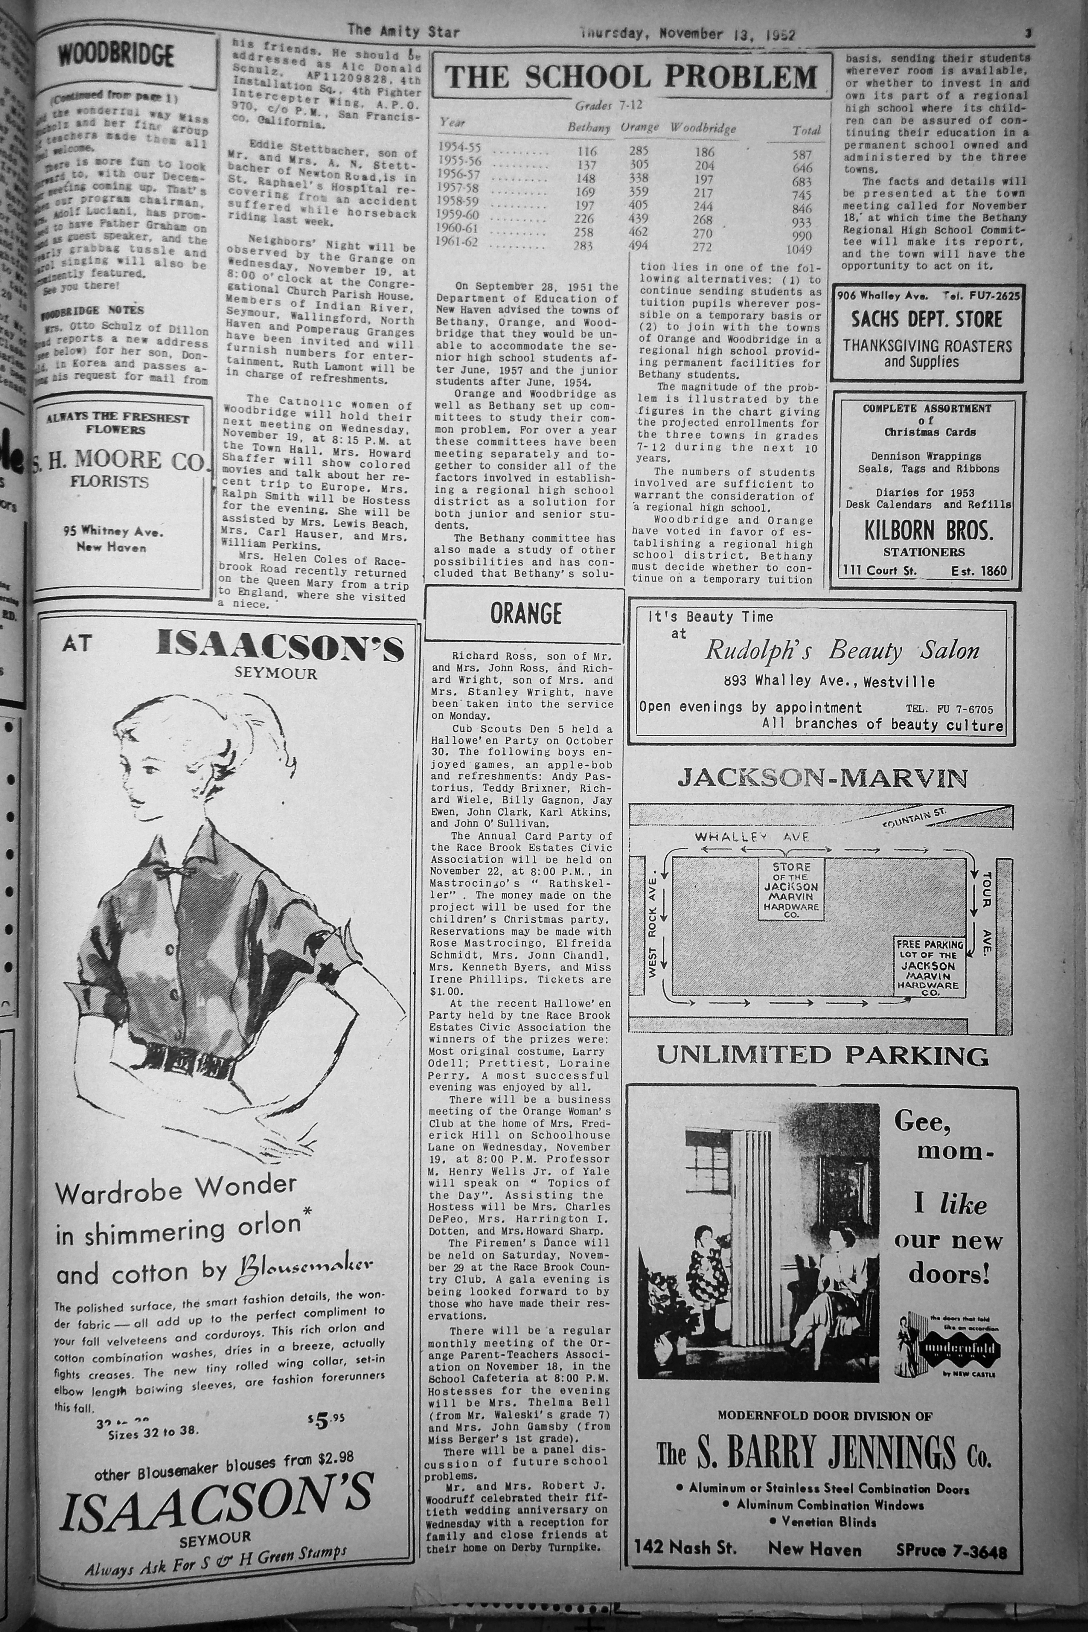 The Amity Star
Thursday, November 13, 1952
3
WOODBRIDGE
(Continued from page 1)
the wonderful way Miss
and her fine group
teachers made them all
welcome.
There is more fun to look
to, with our Decem-
meeting coming up. That's
our program chairman,
Adolf Luciani, has prom-
to have Father Graham on
as guest speaker, and the
grabbag tussle and
singing will also be
featured.
See you there!
WOODBRIDGE NOTES
Mrs. Otto Schulz of Dillon
reports a new address
below) for her son, Don-
in Korea and passes a-
his request for mail from
ALWAYS THE FRESHEST
FLOWERS
S. H. MOORE CO.
FLORISTS
95 Whitney Ave.
New Haven
his friends. He should be
addressed as A1c Donald
Schulz, AF11209828, 4th
Installation Sq., 4th Fighter
Intercepter Wing, A.P.O.
970, c/o P.M., San Francis-
co, California.
Eddie Stettbacher, son of
Mr. and Mrs. A. N. Stett-
bacher of Newton Road, is in
St. Raphael's Hospital re-
covering from an accident
suffered while horseback
riding last week.
Neighbors' Night will be
observed by the Grange on
Wednesday, November 19, at
8:00 o'clock at the Congre-
gational Church Parish House.
Members of Indian River,
Seymour, Wallingford, North
Haven and Pomperaug Granges
have been invited and will
furnish numbers for enter-
tainment. Ruth Lamont will be
in charge of refreshments.
The Catholic women of
Woodbridge will hold their
next meeting on Wednesday,
November 19, at 8:15 P.M. at
the Town Hall. Mrs. Howard
Shaffer will show colored
movies and talk about her re-
cent trip to Europe. Mrs.
Ralph Smith will be Hostess
for the evening. She will be
assisted by Mrs. Lewis Beach,
Mrs. Carl Hauser, and Mrs.
William Perkins.
Mrs. Helen Coles of Race-
brook Road recently returned
on the Queen Mary from a trip
to England, where she visited
a niece.
THE SCHOOL PROBLEM
Grades 7-12
Year Bethany Orange Woodbridge Total
1954-55 ......... 116 285 186 587
1955-56 ......... 137 305 204 646
1956-57 ......... 148 338 197 683
1957-58 ......... 169 359 217 745
1958-59 ......... 197 405 244 846
1959-60 ......... 226 439 268 933
1960-61 ......... 258 462 270 990
1961-62 ......... 283 494 272 1049
On September 28, 1951 the
Department of Education of
New Haven advised the towns of
Bethany, Orange, and Wood-
bridge that they would be un-
able to accommodate the se-
nior high school students af-
ter June, 1957 and the junior
students after June, 1954.
Orange and Woodbridge as
well as Bethany set up com-
mittees to study their com-
mon problem. For over a year
these committees have been
meeting separately and to-
gether to consider all of the
factors involved in establish-
ing a regional high school
district as a solution for
both junior and senior stu-
dents.
The Bethany committee has
also made a study of other
possibilities and has con-
cluded that Bethany's solu-
tion lies in one of the fol-
lowing alternatives: (1) to
continue sending students as
tuition pupils wherever pos-
sible on a temporary basis or
(2) to join with the towns
of Orange and Woodbridge in a
regional high school provid-
ing permanent facilities for
Bethany students.
The magnitude of the prob-
lem is illustrated by the
figures in the chart giving
the projected enrollments for
the three towns in grades
7-12 during the next 10
years.
The numbers of students
involved are sufficient to
warrant the consideration of
a regional high school.
Woodbridge and Orange
have voted in favor of es-
tablishing a regional high
school district. Bethany
must decide whether to con-
tinue on a temporary tuition
basis, sending their students
wherever room is available,
or whether to invest in and
own its part of a regional
high school where its child-
ren can be assured of con-
tinuing their education in a
permanent school owned and
administered by the three
towns.
The facts and details will
be presented at the town
meeting called for November
18, at which time the Bethany
Regional High School Commit-
tee will make its report,
and the town will have the
opportunity to act on it.
906 Whalley Ave. Tel. FU7-2625
SACHS DEPT. STORE
THANKSGIVING ROASTERS
and Supplies
COMPLETE ASSORTMENT
of
Christmas Cards
Dennison Wrappings
Seals, Tags and Ribbons
Diaries for 1953
Desk Calendars and Refills
KILBORN BROS.
STATIONERS
111 Court St. Est. 1860
AT ISAACSON'S
SEYMOUR
Wardrobe Wonder
in shimmering orlon*
and cotton by Blousemaker
The polished surface, the smart fashion details, the won-
der fabric — all add up to the perfect compliment to
your fall velveteens and corduroys. This rich orlon and
cotton combination washes, dries in a breeze, actually
fights creases. The new tiny rolled wing collar, set-in
elbow length batwing sleeves, are fashion forerunners
this fall.
Sizes 32 to 38.
$5.95
other Blousemaker blouses from $2.98
ISAACSON'S
SEYMOUR
Always Ask For S & H Green Stamps
ORANGE
Richard Ross, son of Mr.
and Mrs. John Ross, and Rich-
ard Wright, son of Mrs. and
Mrs. Stanley Wright, have
been taken into the service
on Monday.
Cub Scouts Den 5 held a
Hallowe'en Party on October
30. The following boys en-
joyed games, an apple-bob
and refreshments: Andy Pas-
torius, Teddy Brixner, Rich-
ard Wiele, Billy Gagnon, Jay
Ewen, John Clark, Karl Atkins,
and John O'Sullivan.
The Annual Card Party of
the Race Brook Estates Civic
Association will be held on
November 22, at 8:00 P.M., in
Mastrocingo's " Rathskel-
ler" . The money made on the
project will be used for the
children's Christmas party.
Reservations may be made with
Rose Mastrocingo, Elfreida
Schmidt, Mrs. Jonn Chandl,
Mrs. Kenneth Byers, and Miss
Irene Phillips. Tickets are
$1.00.
At the recent Hallowe'en
Party held by the Race Brook
Estates Civic Association the
winners of the prizes were:
Most original costume, Larry
Odell; Prettiest, Loraine
Perry. A most successful
evening was enjoyed by all.
There will be a business
meeting of the Orange Woman's
Club at the home of Mrs. Fred-
erick Hill on Schoolhouse
Lane on Wednesday, November
19, at 8:00 P.M. Professor
M. Henry Wells Jr. of Yale
will speak on " Topics of
the Day". Assisting the
Hostess will be Mrs. Charles
DeFeo, Mrs. Harrington I.
Dotten, and Mrs. Howard Sharp.
The Firemen's Dance will
be held on Saturday, Novem-
ber 29 at the Race Brook Coun-
try Club. A gala evening is
being looked forward to by
those who have made their res-
ervations.
There will be a regular
monthly meeting of the Or-
ange Parent-Teachers Associ-
ation on November 18, in the
School Cafeteria at 8:00 P.M.
Hostesses for the evening
will be Mrs. Thelma Bell
(from Mr. Waleski's grade 7)
and Mrs. John Gamsby (from
Miss Berger's 1st grade).
There will be a panel dis-
cussion of future school
problems.
Mr. and Mrs. Robert J.
Woodruff celebrated their fif-
tieth wedding anniversary on
Wednesday with a reception for
family and close friends at
their home on Derby Turnpike.
It's Beauty Time
at
Rudolph's Beauty Salon
893 Whalley Ave., Westville
Open evenings by appointment TEL. FU 7-6705
All branches of beauty culture
JACKSON-MARVIN
FOUNTAIN ST.
WHALLEY AVE
WEST ROCK AVE.
TOUR AVE.
STORE
OF THE
JACKSON
MARVIN
HARDWARE
CO.
FREE PARKING
LOT OF THE
JACKSON
MARVIN
HARDWARE
CO.
UNLIMITED PARKING
Gee,
mom-
I like
our new
doors!
the doors that fold
like an accordion
modernfold
DOORS
by NEW CASTLE
MODERNFOLD DOOR DIVISION OF
The S. BARRY JENNINGS Co.
• Aluminum or Stainless Steel Combination Doors
• Aluminum Combination Windows
• Venetian Blinds
142 Nash St. New Haven SPruce 7-3648